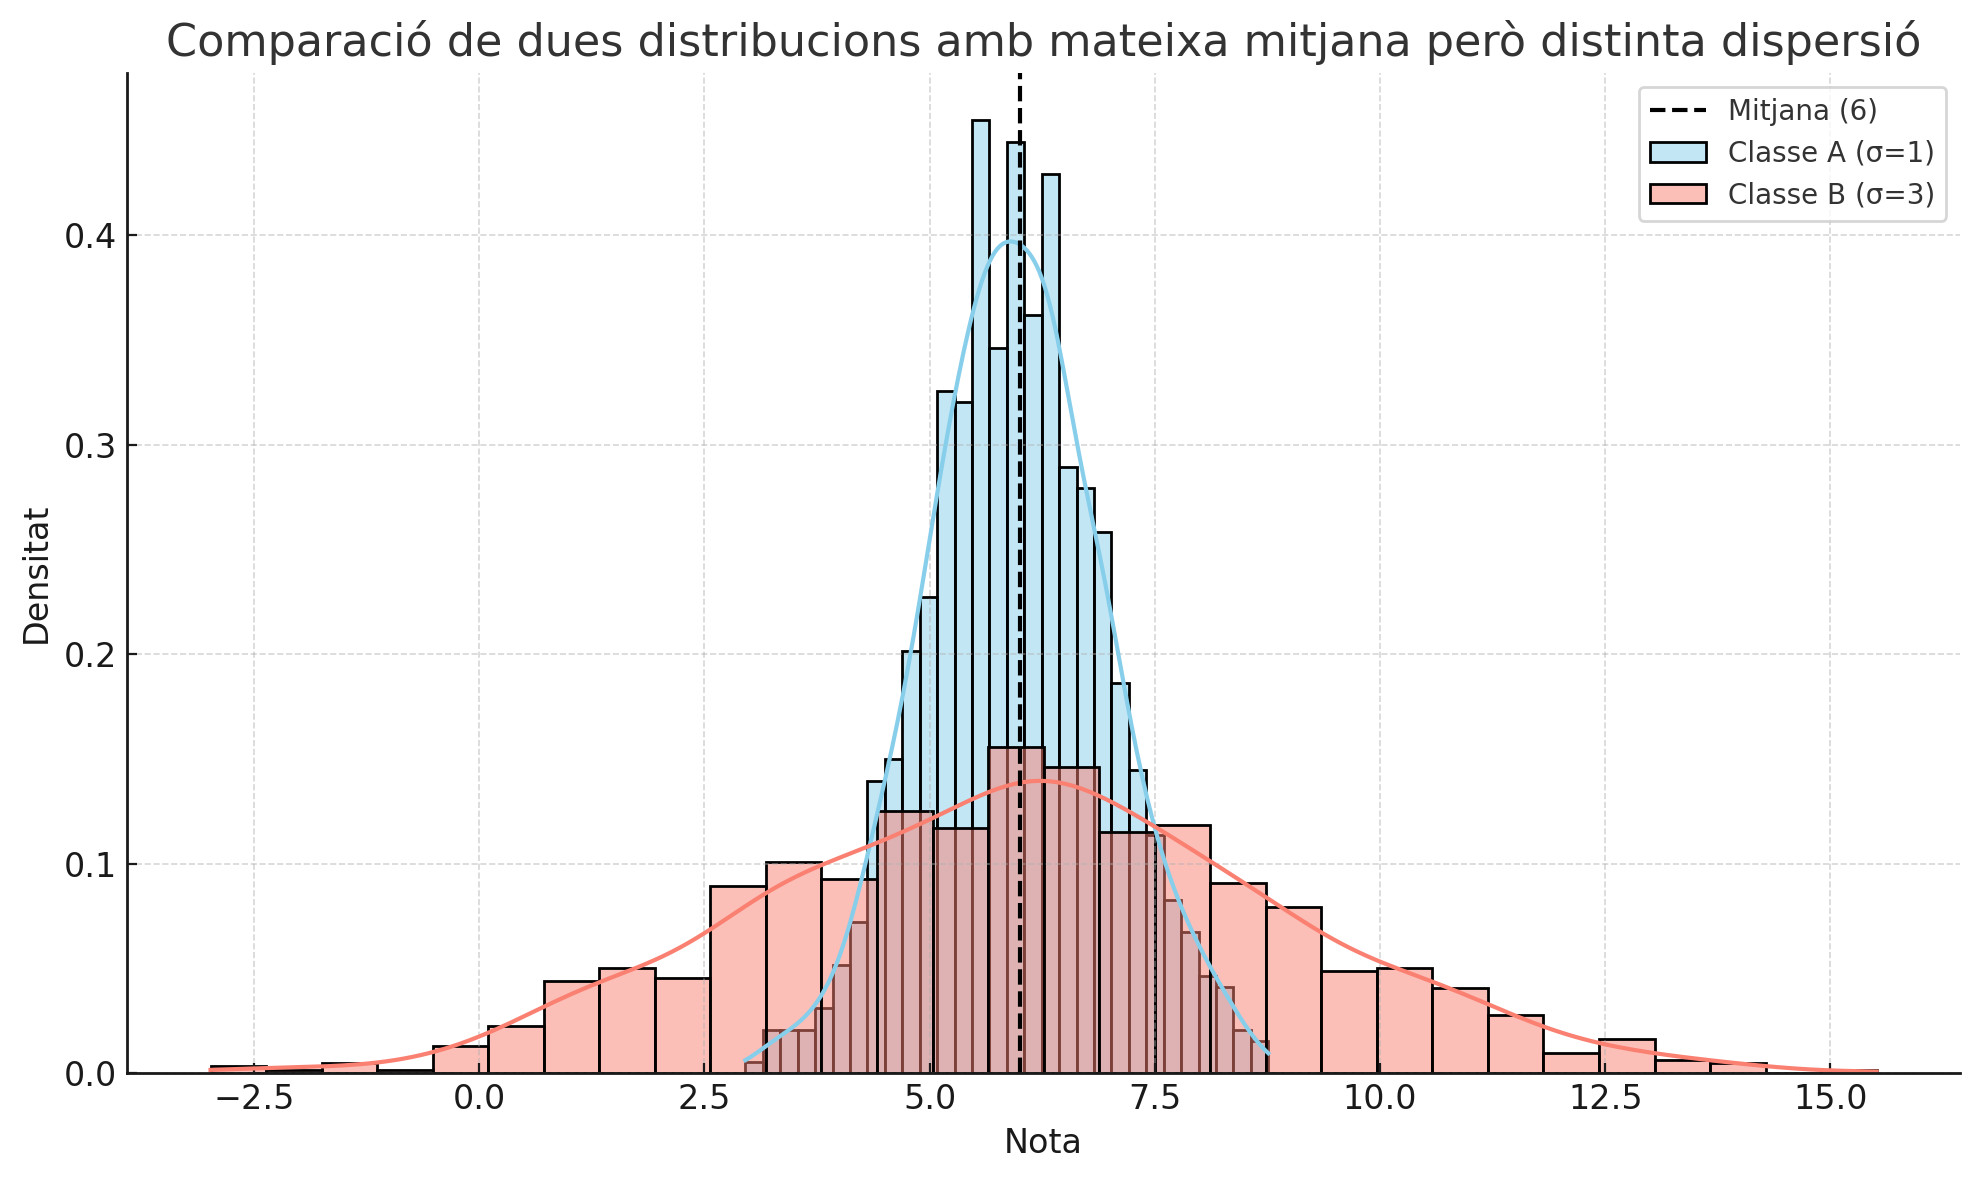 Comparació de dues distribucions amb mateixa mitjana però distinta dispersió
Mitjana (6)
Classe A (σ=1)
Classe B (σ=3)
Densitat
0.4
0.3
0.2
0.1
0.0
−2.5 0.0 2.5 5.0 7.5 10.0 12.5 15.0
Nota